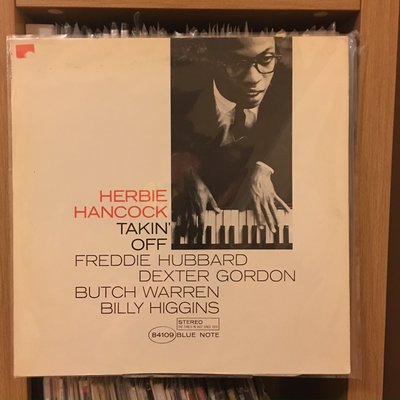 HERBIE
HANCOCK
TAKIN'
OFF
FREDDIE HUBBARD
DEXTER GORDON
BUTCH WARREN
BILLY HIGGINS
STEREO
84109 BLUE NOTE